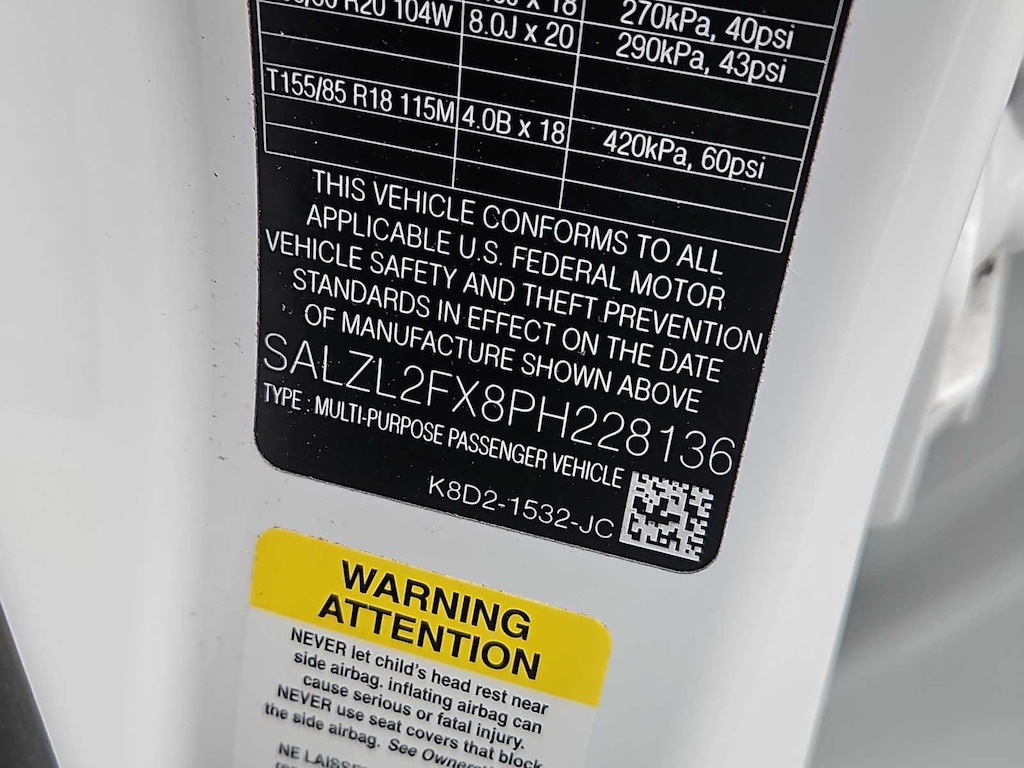 x 18 270kPa, 40psi
R20 104W 8.0J x 20 290kPa, 43psi
T155/85 R18 115M 4.0B x 18 420kPa, 60psi
THIS VEHICLE CONFORMS TO ALL
APPLICABLE U.S. FEDERAL MOTOR
VEHICLE SAFETY AND THEFT PREVENTION
STANDARDS IN EFFECT ON THE DATE
OF MANUFACTURE SHOWN ABOVE
SALZL2FX8PH228136
TYPE : MULTI-PURPOSE PASSENGER VEHICLE
K8D2-1532-JC
WARNING
ATTENTION
NEVER let child's head rest near
side airbag. inflating airbag can
cause serious or fatal injury.
NEVER use seat covers that block
the side airbag. See Owner
NE LAISSE